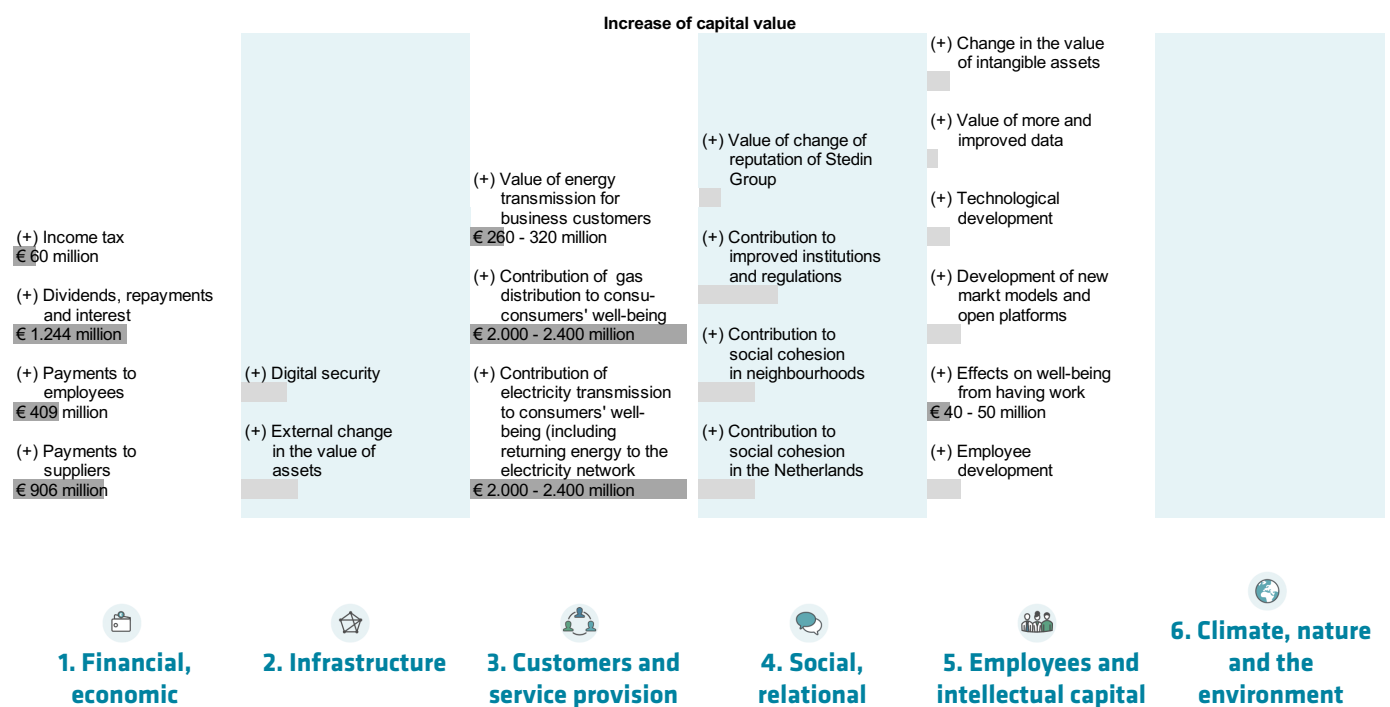 Increase of capital value
(+) Income tax
€ 60 million
(+) Dividends, repayments
and interest
€ 1.244 million
(+) Payments to
employees
€ 409 million
(+) Payments to
suppliers
€ 906 million
(+) Digital security
(+) External change
in the value of
assets
(+) Value of energy
transmission for
business customers
€ 260 - 320 million
(+) Contribution of gas
distribution to consu-
consumers' well-being
€ 2.000 - 2.400 million
(+) Contribution of
electricity transmission
to consumers' well-
being (including
returning energy to the
electricity network
€ 2.000 - 2.400 million
(+) Value of change of
reputation of Stedin
Group
(+) Contribution to
improved institutions
and regulations
(+) Contribution to
social cohesion
in neighbourhoods
(+) Contribution to
social cohesion
in the Netherlands
(+) Change in the value
of intangible assets
(+) Value of more and
improved data
(+) Technological
development
(+) Development of new
markt models and
open platforms
(+) Effects on well-being
from having work
€ 40 - 50 million
(+) Employee
development
1. Financial,
economic
2. Infrastructure
3. Customers and
service provision
4. Social,
relational
5. Employees and
intellectual capital
6. Climate, nature
and the
environment